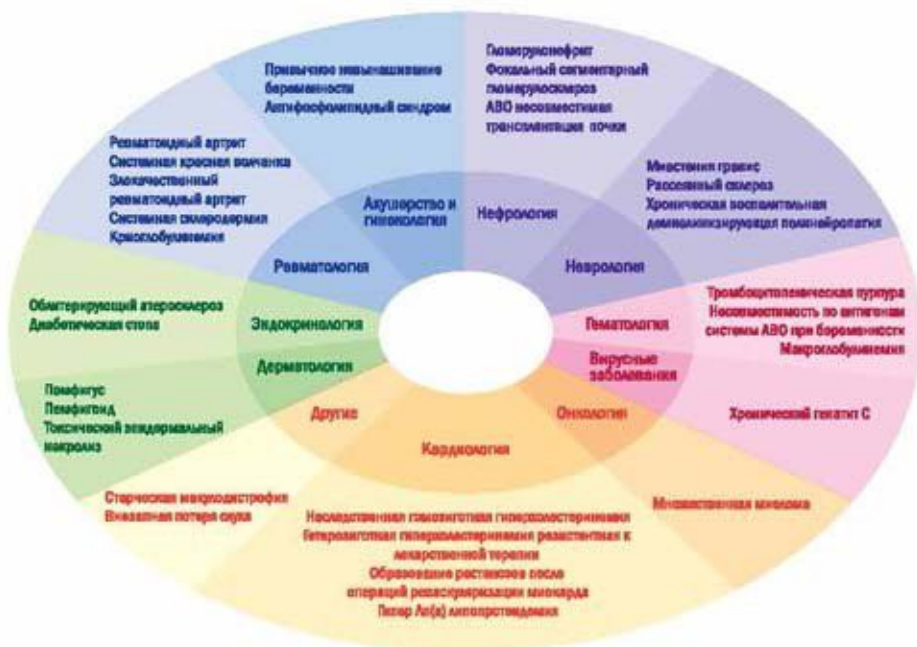 Привычное невынашивание
беременности
Антифосфолипидный синдром
Гломерулонефрит
Фокальный сегментарный
гломерулосклероз
АВО несовместимая
трансплантация почки
Ревматоидный артрит
Системная красная волчанка
Злокачественный
ревматоидный артрит
Системная склеродермия
Криоглобулинемия
Миастения гравис
Рассеянный склероз
Хроническая воспалительная
демиелинизирующая полинейропатия
Акушерство и
гинекология
Нефрология
Ревматология
Неврология
Облитерирующий атеросклероз
Диабетическая стопа
Эндокринология
Гематология
Тромбоцитопеническая пурпура
Несовместимость по антигенам
системы АВО при беременности
Макроглобулинемия
Дерматология
Вирусные
заболевания
Пемфигус
Пемфигоид
Токсический эпидермальный
некролиз
Другие
Онкология
Хронический гепатит С
Кардиология
Старческая макулодистрофия
Внезапная потеря слуха
Множественная миелома
Наследственная гомозиготная гиперхолестеринемия
Гетерозиготная гиперхолестеринемия резистентная к
лекарственной терапии
Образование рестенозов после
операций реваскуляризации миокарда
Гипер Лп(а) липопротеидемия